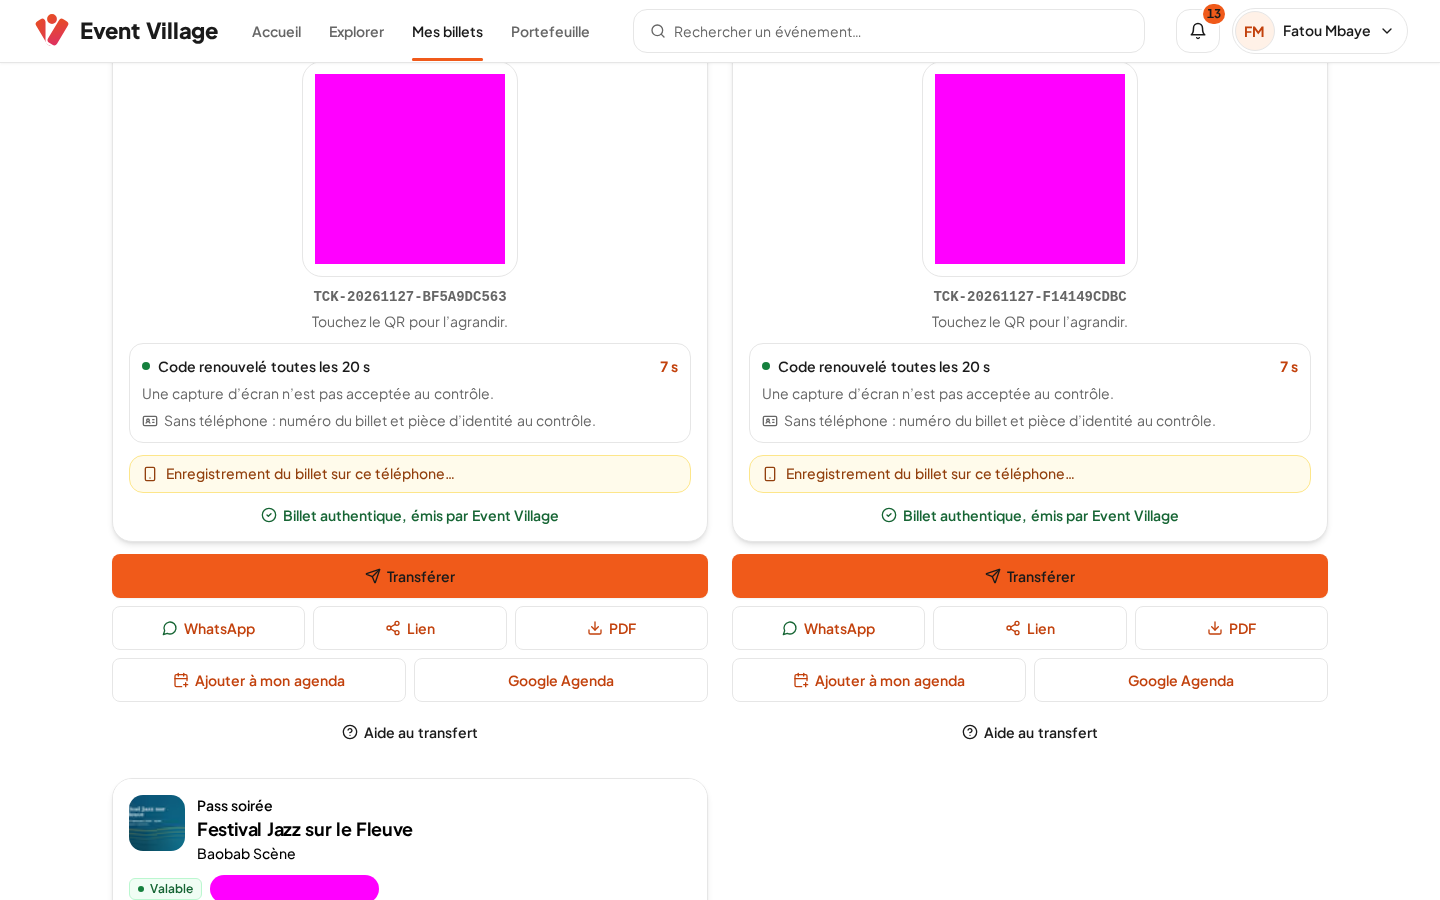 Event Village
Accueil
Explorer
Mes billets
Portefeuille
Rechercher un événement...
13
FM
Fatou Mbaye
TCK-20261127-BF5A9DC563
Touchez le QR pour l'agrandir.
Code renouvelé toutes les 20 s
7 s
Une capture d'écran n'est pas acceptée au contrôle.
Sans téléphone : numéro du billet et pièce d'identité au contrôle.
Enregistrement du billet sur ce téléphone...
Billet authentique, émis par Event Village
Transférer
WhatsApp
Lien
PDF
Ajouter à mon agenda
Google Agenda
Aide au transfert
TCK-20261127-F14149CDBC
Touchez le QR pour l'agrandir.
Code renouvelé toutes les 20 s
7 s
Une capture d'écran n'est pas acceptée au contrôle.
Sans téléphone : numéro du billet et pièce d'identité au contrôle.
Enregistrement du billet sur ce téléphone...
Billet authentique, émis par Event Village
Transférer
WhatsApp
Lien
PDF
Ajouter à mon agenda
Google Agenda
Aide au transfert
Pass soirée
Festival Jazz sur le Fleuve
Baobab Scène
Valable